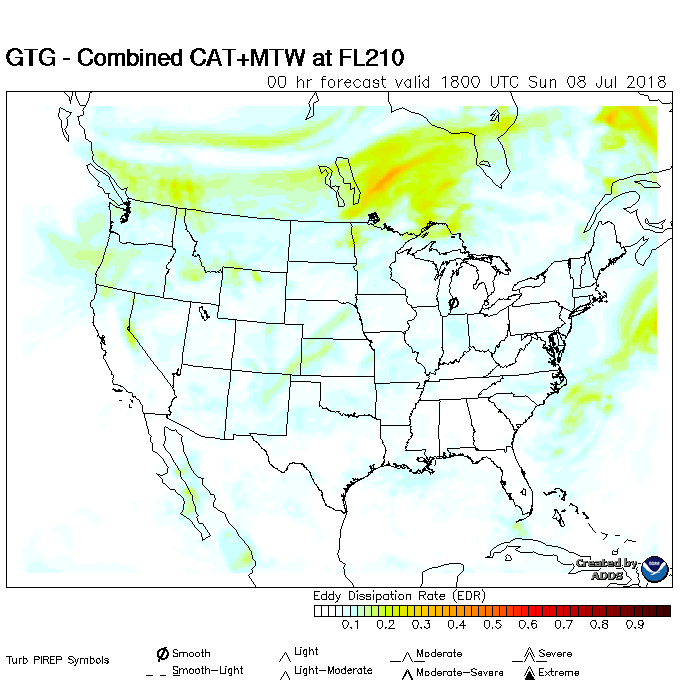 GTG - Combined CAT+MTW at FL210
00 hr forecast valid 1800 UTC Sun 08 Jul 2018
Created by
ADDS
Eddy Dissipation Rate (EDR)
0.1 0.2 0.3 0.4 0.5 0.6 0.7 0.8 0.9
Turb PIREP Symbols
Smooth Light Moderate Severe
Smooth-Light Light-Moderate Moderate-Severe Extreme